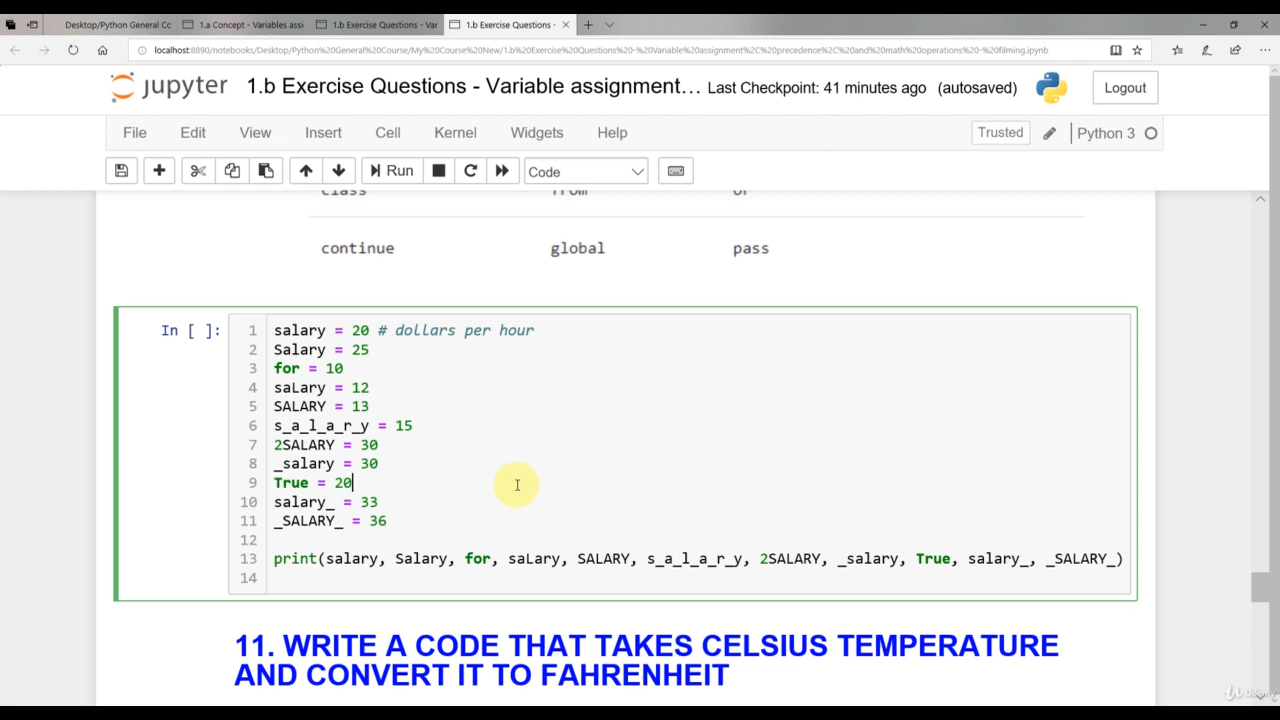 Desktop/Python General Cc
1.a Concept - Variables assi
1.b Exercise Questions - Var
1.b Exercise Questions -
localhost:8890/notebooks/Desktop/Python%20General%20Course/My%20Course%20New/1.b%20Exercise%20Questions%20-%20Variable%20assignment%2C%20precedence%2C%20and%20math%20operations%20-%20filming.ipynb
jupyter 1.b Exercise Questions - Variable assignment... Last Checkpoint: 41 minutes ago (autosaved) Logout
File Edit View Insert Cell Kernel Widgets Help Trusted Python 3
Run Code
class from or
continue global pass
In [ ]:
1 salary = 20 # dollars per hour
2 Salary = 25
3 for = 10
4 saLary = 12
5 SALARY = 13
6 s_a_l_a_r_y = 15
7 2SALARY = 30
8 _salary = 30
9 True = 20
10 salary_ = 33
11 _SALARY_ = 36
12
13 print(salary, Salary, for, saLary, SALARY, s_a_l_a_r_y, 2SALARY, _salary, True, salary_, _SALARY_)
14
11. WRITE A CODE THAT TAKES CELSIUS TEMPERATURE
AND CONVERT IT TO FAHRENHEIT
Udemy